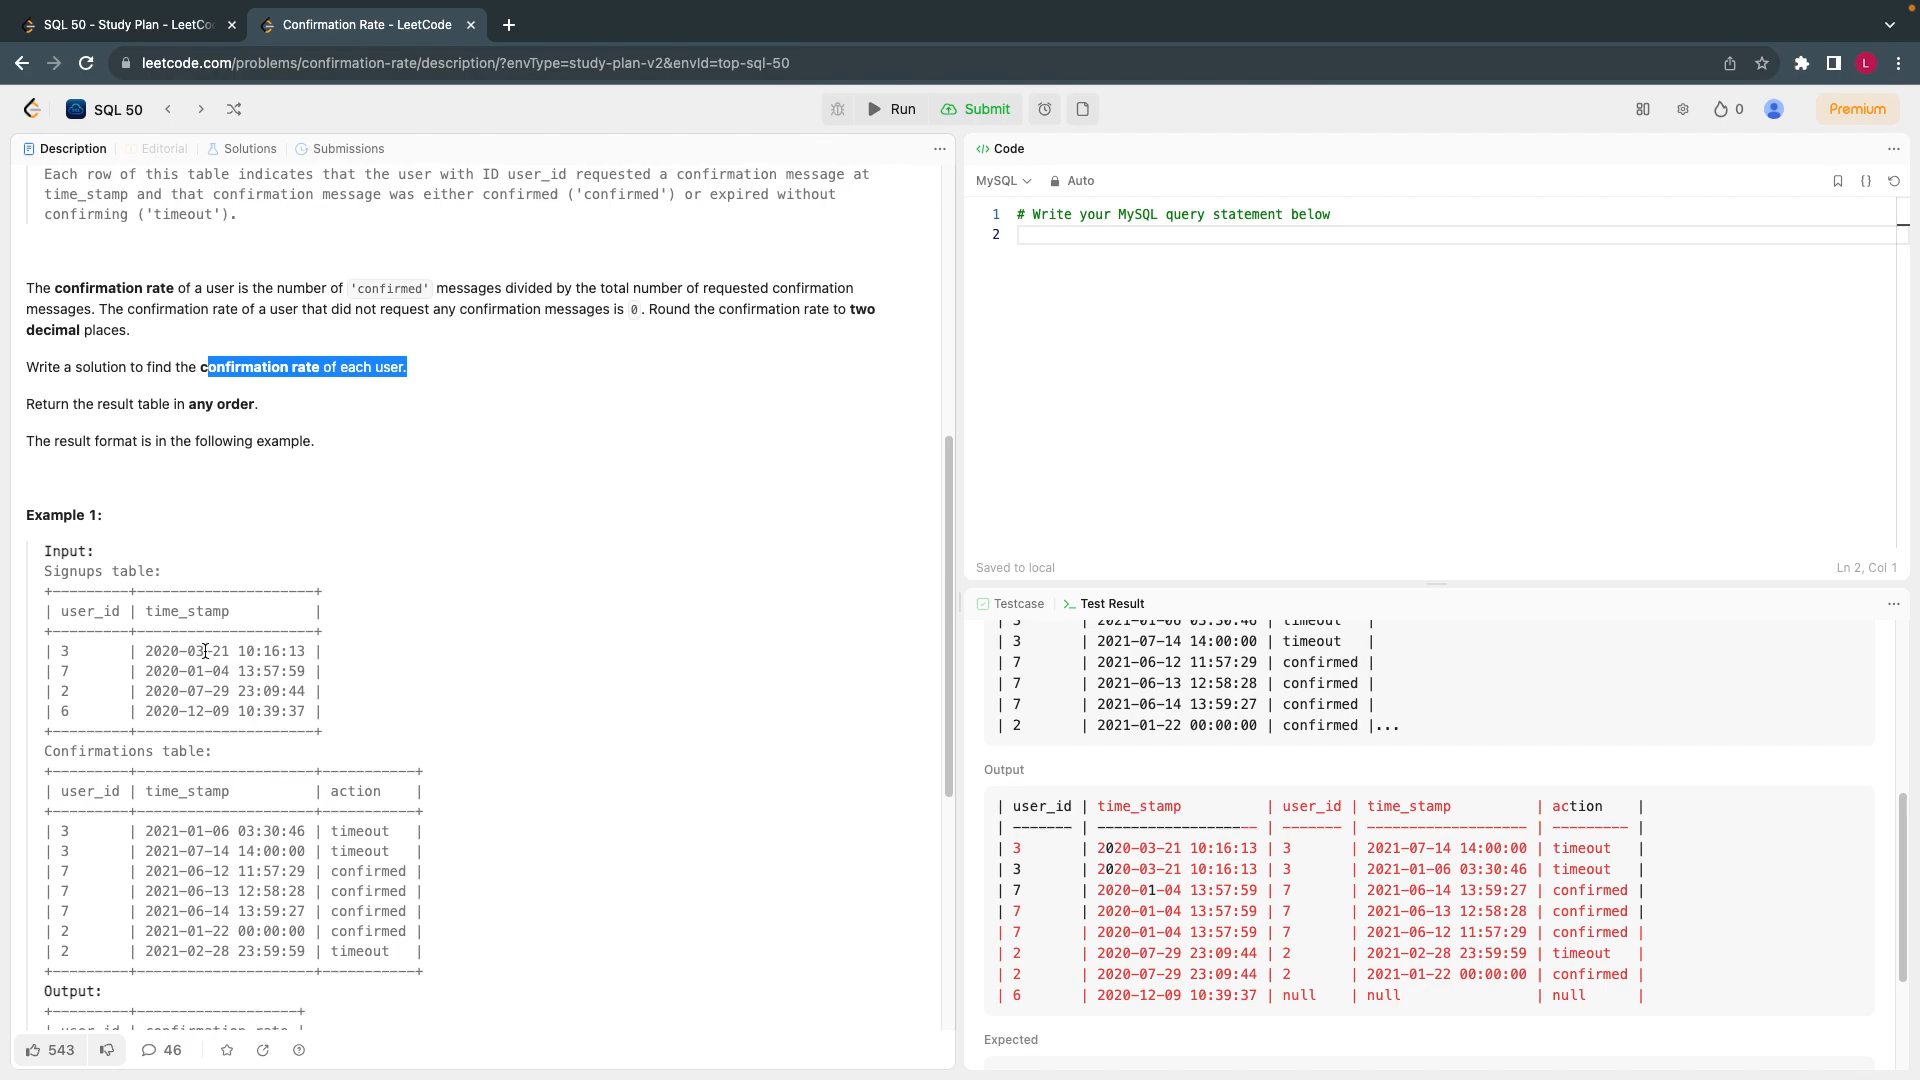 SQL 50 - Study Plan - LeetCo
Confirmation Rate - LeetCode
leetcode.com/problems/confirmation-rate/description/?envType=study-plan-v2&envId=top-sql-50
L
SQL 50
Run
Submit
0
Premium
Description
Editorial
Solutions
Submissions
Each row of this table indicates that the user with ID user_id requested a confirmation message at
time_stamp and that confirmation message was either confirmed ('confirmed') or expired without
confirming ('timeout').
The confirmation rate of a user is the number of 'confirmed' messages divided by the total number of requested confirmation
messages. The confirmation rate of a user that did not request any confirmation messages is 0. Round the confirmation rate to two
decimal places.
Write a solution to find the confirmation rate of each user.
Return the result table in any order.
The result format is in the following example.
Example 1:
Input:
Signups table:
+---------+---------------------+
| user_id | time_stamp |
+---------+---------------------+
| 3 | 2020-03-21 10:16:13 |
| 7 | 2020-01-04 13:57:59 |
| 2 | 2020-07-29 23:09:44 |
| 6 | 2020-12-09 10:39:37 |
+---------+---------------------+
Confirmations table:
+---------+---------------------+-----------+
| user_id | time_stamp | action |
+---------+---------------------+-----------+
| 3 | 2021-01-06 03:30:46 | timeout |
| 3 | 2021-07-14 14:00:00 | timeout |
| 7 | 2021-06-12 11:57:29 | confirmed |
| 7 | 2021-06-13 12:58:28 | confirmed |
| 7 | 2021-06-14 13:59:27 | confirmed |
| 2 | 2021-01-22 00:00:00 | confirmed |
| 2 | 2021-02-28 23:59:59 | timeout |
+---------+---------------------+-----------+
Output:
+---------+-------------------+
| user_id | confirmation_rate |
543
46
Code
MySQL
Auto
1 # Write your MySQL query statement below
2
Saved to local
Ln 2, Col 1
Testcase
Test Result
| 3 | 2021-01-06 03:30:46 | timeout |
| 3 | 2021-07-14 14:00:00 | timeout |
| 7 | 2021-06-12 11:57:29 | confirmed |
| 7 | 2021-06-13 12:58:28 | confirmed |
| 7 | 2021-06-14 13:59:27 | confirmed |
| 2 | 2021-01-22 00:00:00 | confirmed |...
Output
| user_id | time_stamp | user_id | time_stamp | action |
| ------- | ------------------- | ------- | ------------------- | --------- |
| 3 | 2020-03-21 10:16:13 | 3 | 2021-07-14 14:00:00 | timeout |
| 3 | 2020-03-21 10:16:13 | 3 | 2021-01-06 03:30:46 | timeout |
| 7 | 2020-01-04 13:57:59 | 7 | 2021-06-14 13:59:27 | confirmed |
| 7 | 2020-01-04 13:57:59 | 7 | 2021-06-13 12:58:28 | confirmed |
| 7 | 2020-01-04 13:57:59 | 7 | 2021-06-12 11:57:29 | confirmed |
| 2 | 2020-07-29 23:09:44 | 2 | 2021-02-28 23:59:59 | timeout |
| 2 | 2020-07-29 23:09:44 | 2 | 2021-01-22 00:00:00 | confirmed |
| 6 | 2020-12-09 10:39:37 | null | null | null |
Expected